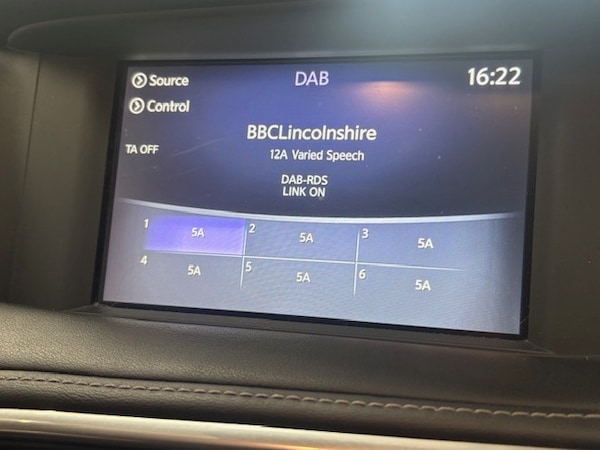 Source
DAB
16:22
Control
BBCLincolnshire
TA OFF
12A Varied Speech
DAB-RDS
LINK ON
1 5A
2 5A
3 5A
4 5A
5 5A
6 5A